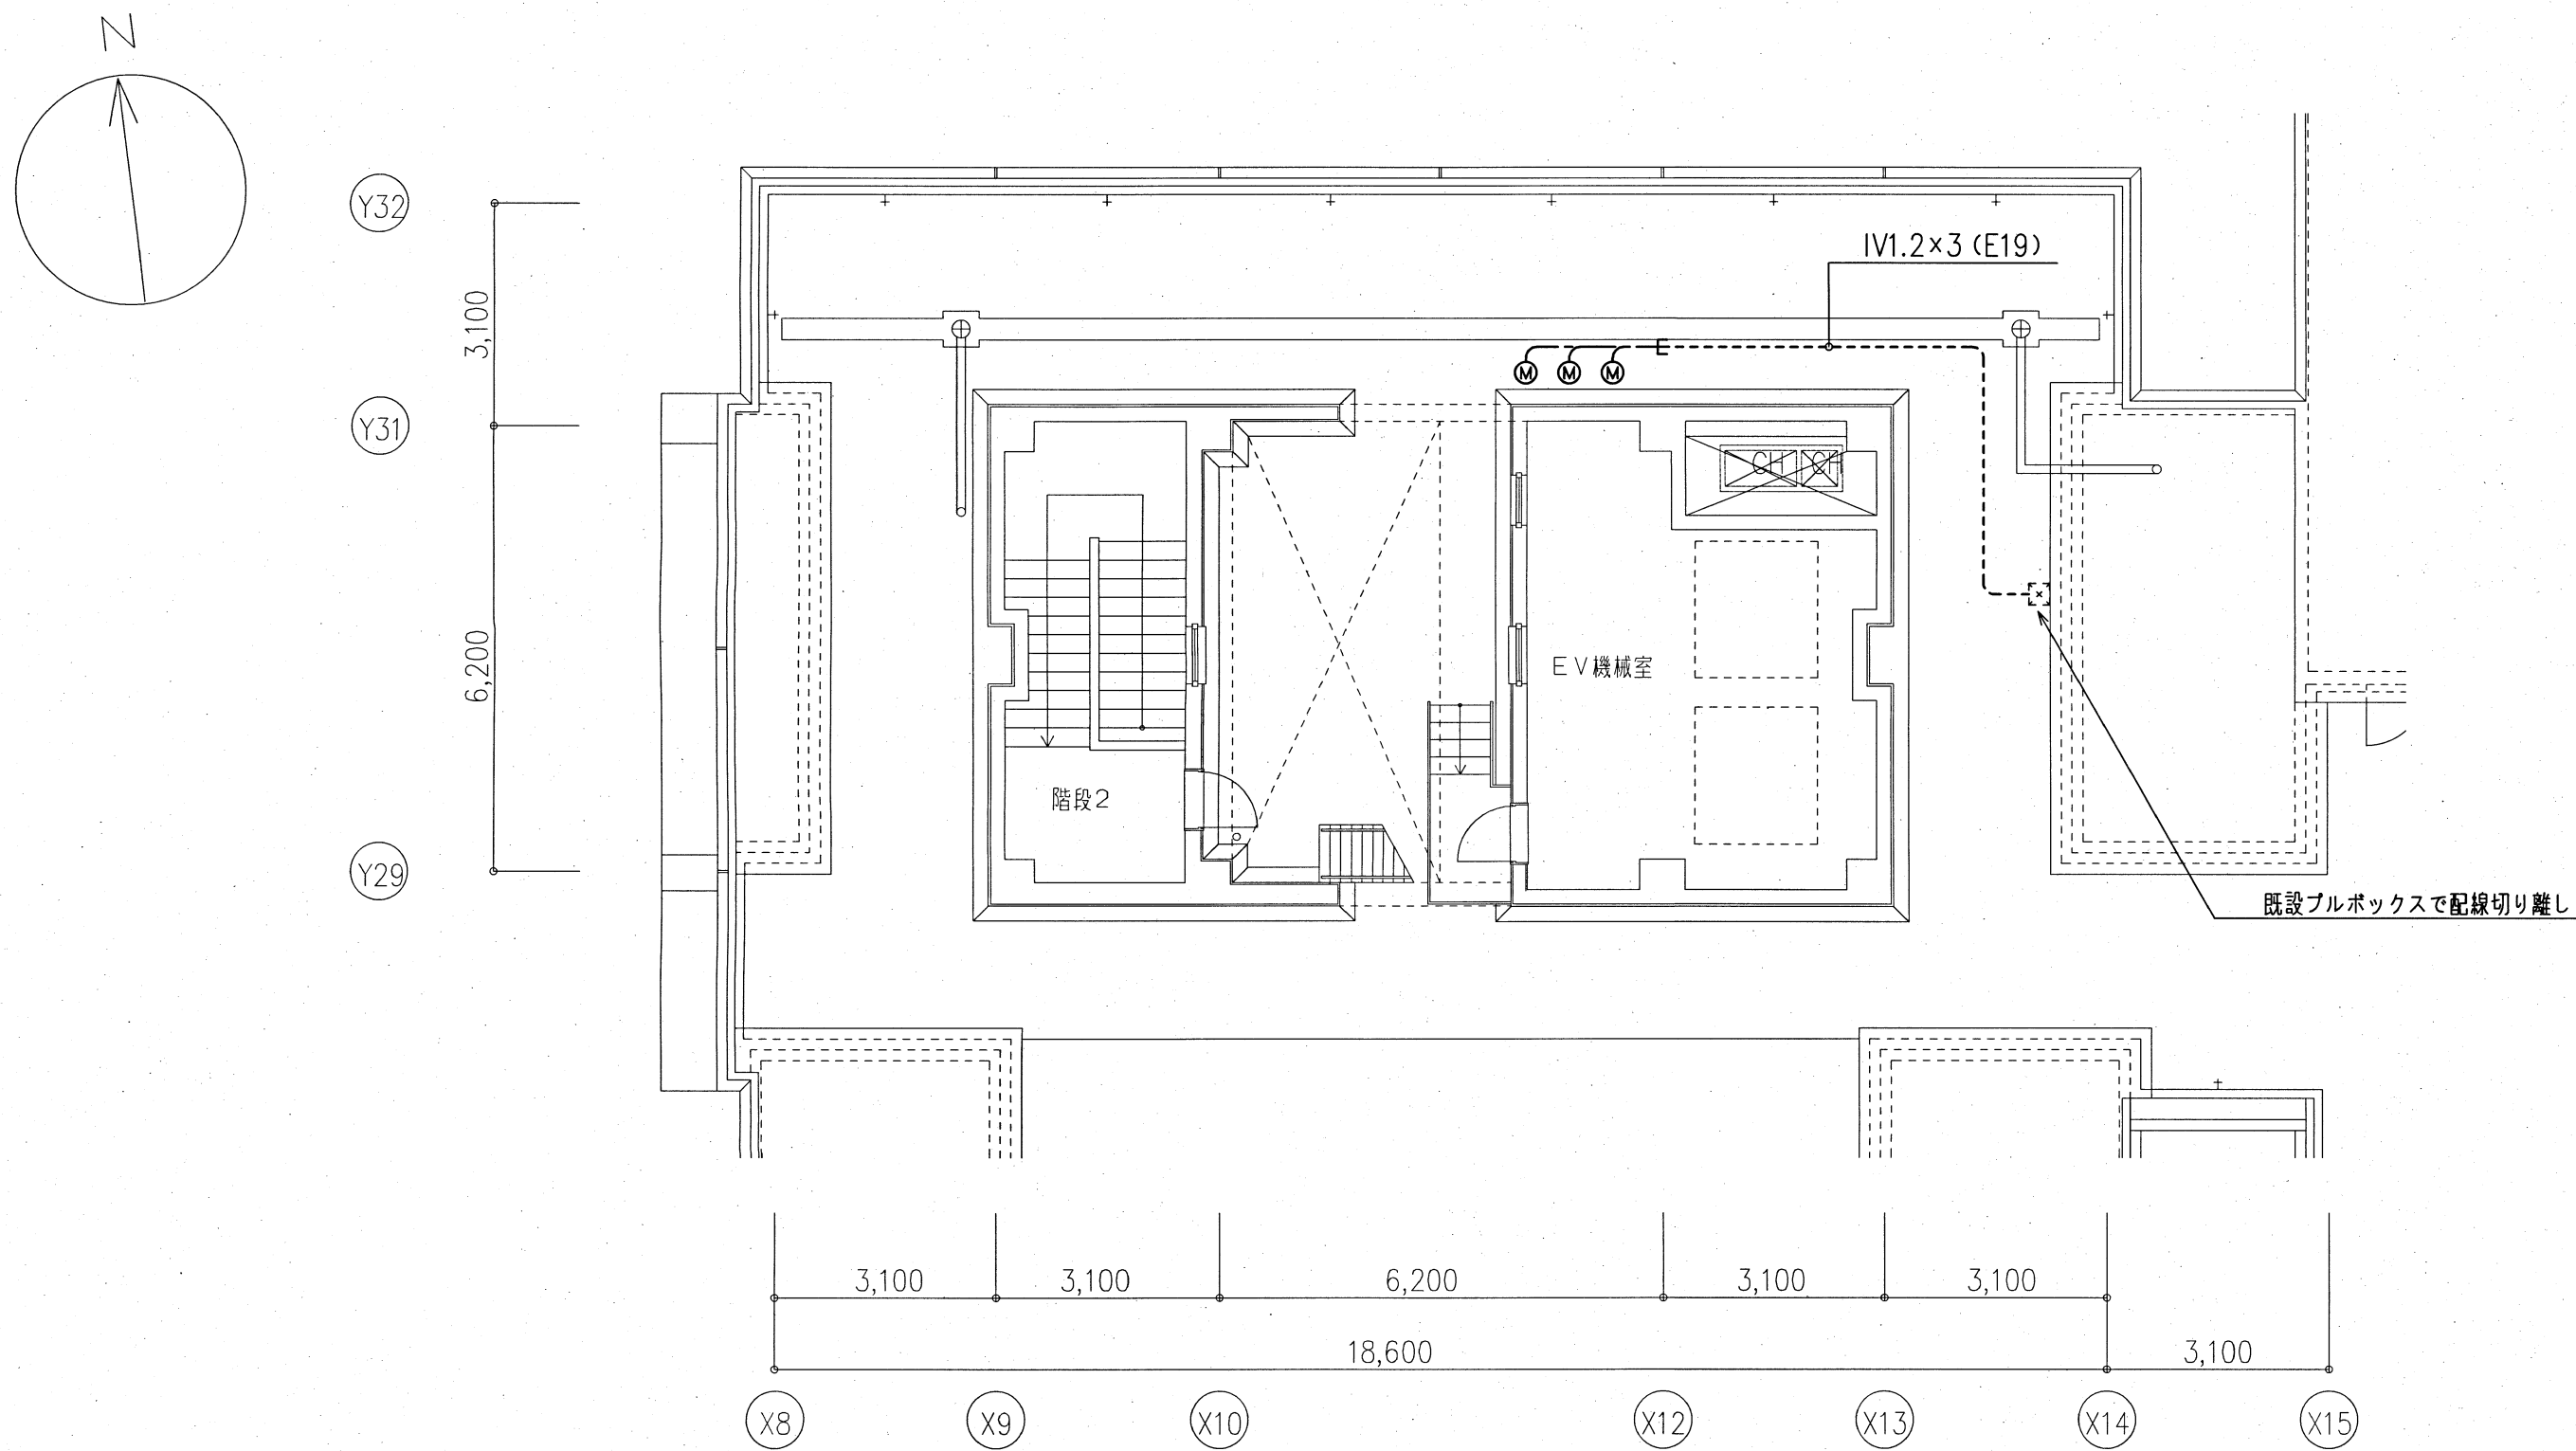 N
Y32
IV1.2×3 (E19)
3,100
M M M
Y31
CH CH
6,200
EV機械室
階段2
Y29
既設プルボックスで配線切り離し
3,100 3,100 6,200 3,100 3,100
18,600 3,100
X8 X9 X10 X12 X13 X14 X15